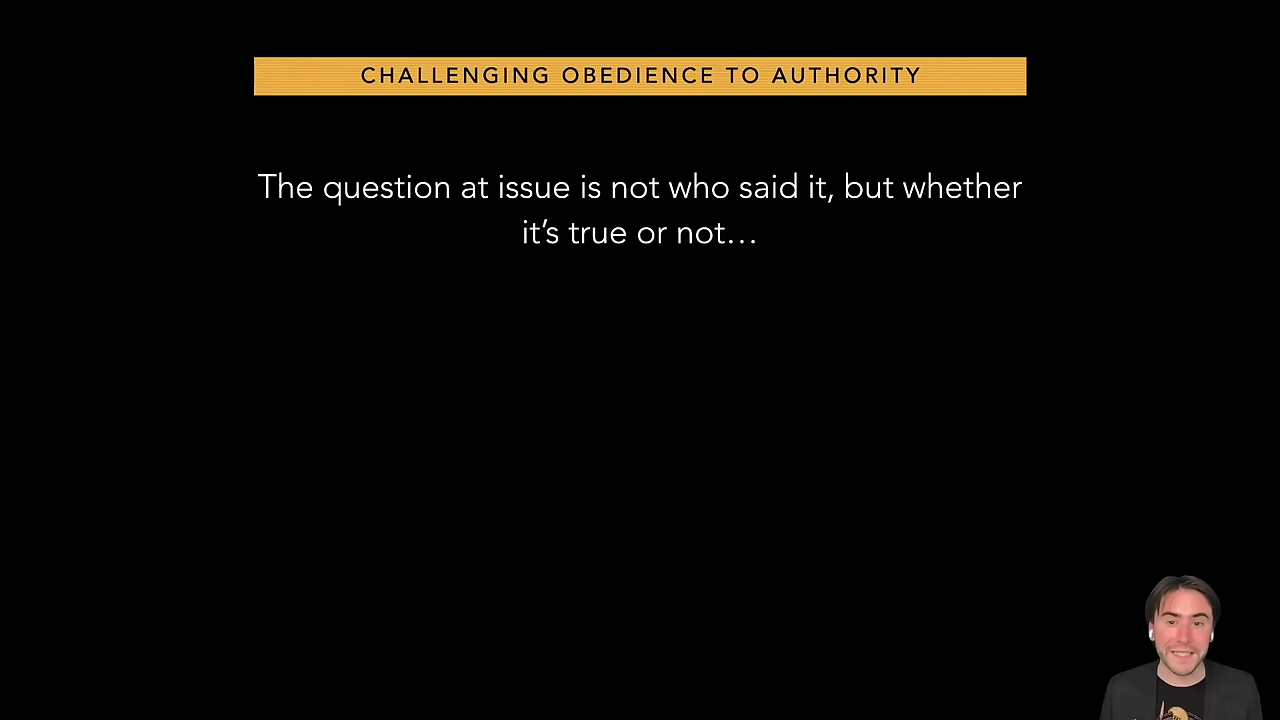 CHALLENGING OBEDIENCE TO AUTHORITY
The question at issue is not who said it, but whether
it’s true or not…